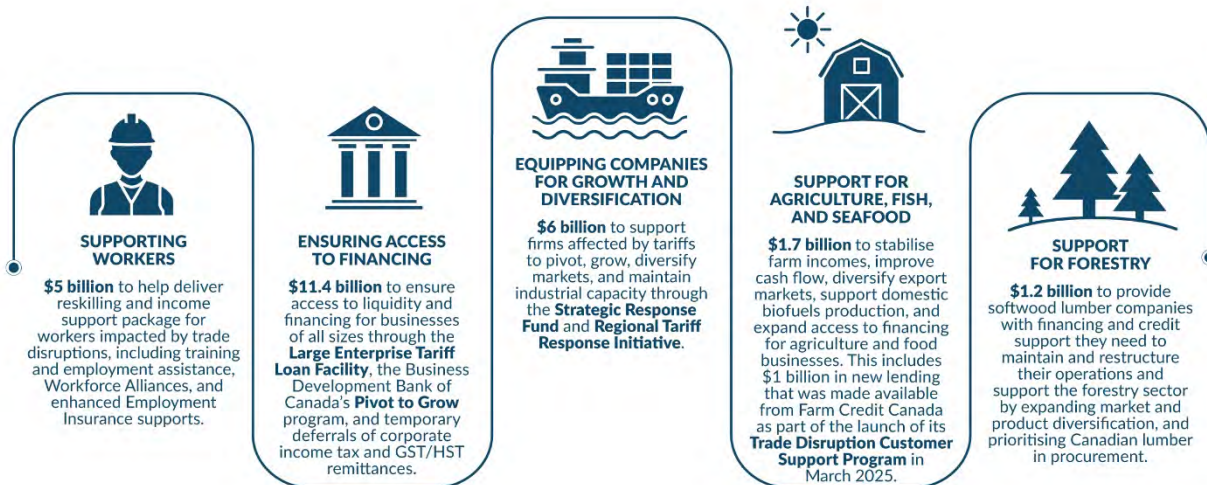 SUPPORTING
WORKERS
$5 billion to help deliver
reskilling and income
support package for
workers impacted by trade
disruptions, including training
and employment assistance,
Workforce Alliances, and
enhanced Employment
Insurance supports.
ENSURING ACCESS
TO FINANCING
$11.4 billion to ensure
access to liquidity and
financing for businesses
of all sizes through the
Large Enterprise Tariff
Loan Facility, the Business
Development Bank of
Canada's Pivot to Grow
program, and temporary
deferrals of corporate
income tax and GST/HST
remittances.
EQUIPPING COMPANIES
FOR GROWTH AND
DIVERSIFICATION
$6 billion to support
firms affected by tariffs
to pivot, grow, diversify
markets, and maintain
industrial capacity through
the Strategic Response
Fund and Regional Tariff
Response Initiative.
SUPPORT FOR
AGRICULTURE, FISH,
AND SEAFOOD
$1.7 billion to stabilise
farm incomes, improve
cash flow, diversify export
markets, support domestic
biofuels production, and
expand access to financing
for agriculture and food
businesses. This includes
$1 billion in new lending
that was made available
from Farm Credit Canada
as part of the launch of its
Trade Disruption Customer
Support Program in
March 2025.
SUPPORT
FOR FORESTRY
$1.2 billion to provide
softwood lumber companies
with financing and credit
support they need to
maintain and restructure
their operations and
support the forestry sector
by expanding market and
product diversification, and
prioritising Canadian lumber
in procurement.